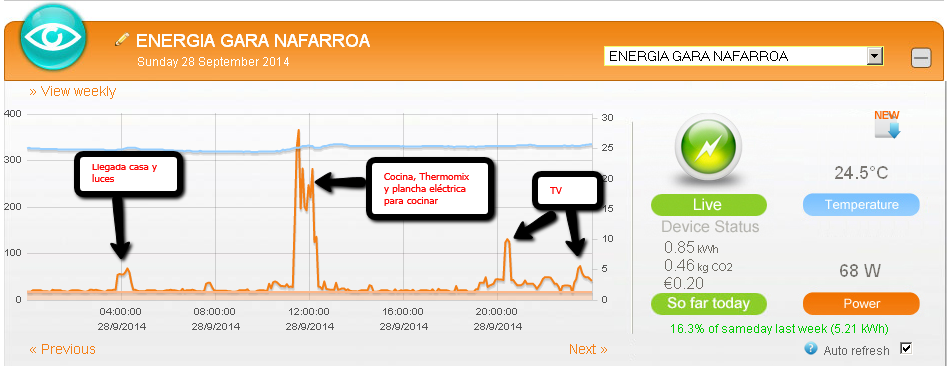 ENERGIA GARA NAFARROA
Sunday 28 September 2014
ENERGIA GARA NAFARROA
» View weekly
400
300
200
100
0
30
25
20
15
10
5
0
Llegada casa y
luces
Cocina, Thermomix
y plancha eléctrica
para cocinar
TV
04:00:00
28/9/2014
08:00:00
28/9/2014
12:00:00
28/9/2014
16:00:00
28/9/2014
20:00:00
28/9/2014
« Previous
Next »
NEW
Live
Device Status
0.85 kWh
0.46 kg CO2
€0.20
So far today
24.5°C
Temperature
68 W
Power
16.3% of sameday last week (5.21 kWh)
? Auto refresh